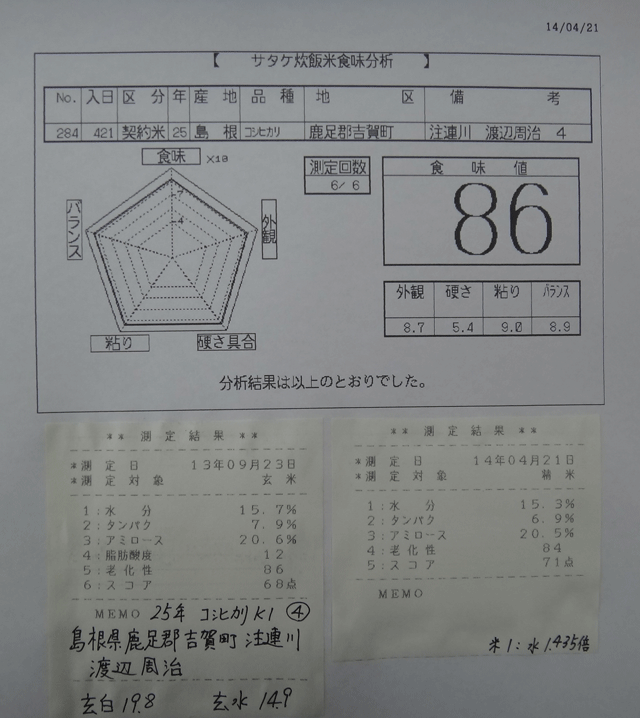 14/04/21
【 サタケ炊飯米食味分析 】
No. 入日 区分 年 産地 品種 地区 備考
284 421 契約米 25 島根 コシヒカリ 鹿足郡吉賀町 注連川 渡辺周治 4
食味 ×10
7
4
バランス
外観
粘り
硬さ具合
測定回数
6/ 6
食味値
86
外観 硬さ 粘り バランス
8.7 5.4 9.0 8.9
分析結果は以上のとおりでした。
** 測定結果 **
*測定日 13年09月23日
*測定対象 玄米
1:水分 15.7%
2:タンパク 7.9%
3:アミロース 20.6%
4:脂肪酸度 12
5:老化性 86
6:スコア 68点
MEMO 25年 コシヒカリ K1 ④
島根県鹿足郡吉賀町注連川
渡辺周治
玄白 19.8 玄水 14.9
** 測定結果 **
*測定日 14年04月21日
*測定対象 精米
1:水分 15.3%
2:タンパク 6.9%
3:アミロース 20.5%
4:老化性 84
5:スコア 71点
MEMO
米1:水1.435倍